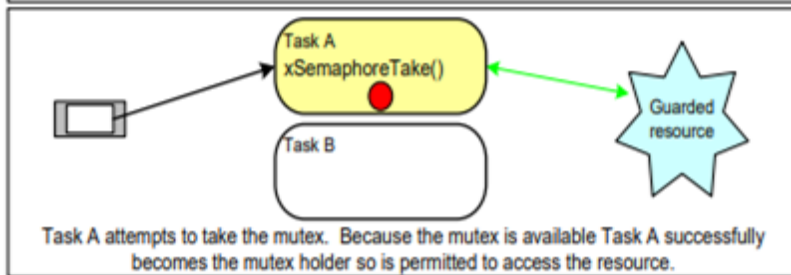 Task A
xSemaphoreTake()
Guarded
resource
Task B
Task A attempts to take the mutex.  Because the mutex is available Task A successfully
becomes the mutex holder so is permitted to access the resource.